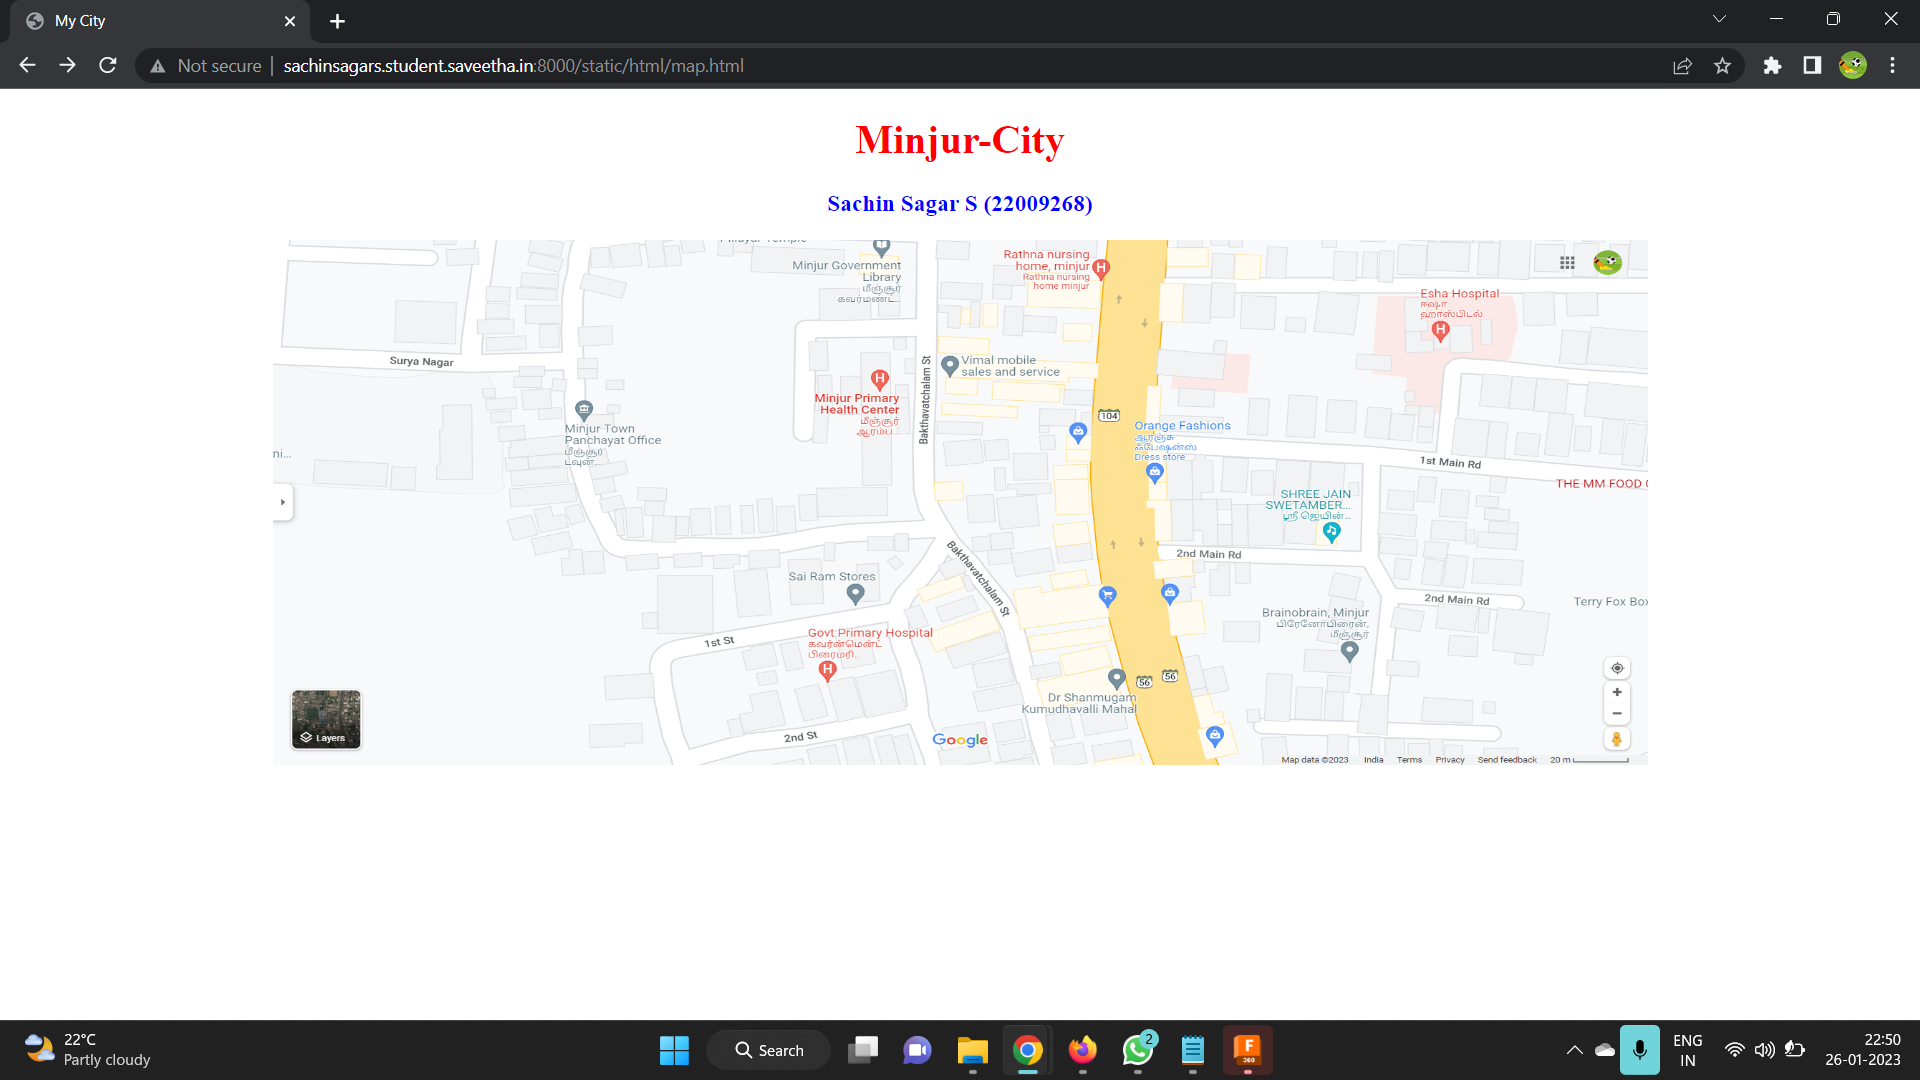 My City
Not secure
sachinsagars.student.saveetha.in:8000/static/html/map.html
Minjur-City
Sachin Sagar S (22009268)
Minjur Government
Library
மீஞ்சூர்
கவர்மண்ட்...
Rathna nursing
home, minjur
Rathna nursing
home minjur
Esha Hospital
ஈஷா
ஹாஸ்பிடல்
Surya Nagar
Bakthavatchalam St
Vimal mobile
sales and service
Minjur Primary
Health Center
மீஞ்சூர்
ஆரம்ப...
104
Minjur Town
Panchayat Office
மீஞ்சூர்
டவுன்...
Orange Fashions
ஆரஞ்சு
ஃபேஷன்ஸ்
Dress store
ni...
1st Main Rd
THE MM FOOD
SHREE JAIN
SWETAMBER...
ஸ்ரீ ஜெயின்...
2nd Main Rd
Bakthavatchalam St
Sai Ram Stores
2nd Main Rd
Terry Fox Box
Brainobrain, Minjur
பிரேனோபிரைன்,
மீஞ்சூர்
1st St
Govt Primary Hospital
கவர்ன்மென்ட்
பிரைமரி...
56
56
Dr Shanmugam
Kumudhavalli Mahal
2nd St
Layers
Google
Map data ©2023 India Terms Privacy Send feedback 20 m
22°C
Partly cloudy
Search
2
F
360
ENG
IN
22:50
26-01-2023